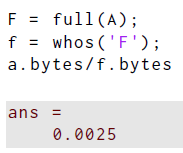 F = full(A);
f = whos('F');
a.bytes/f.bytes
ans =
0.0025